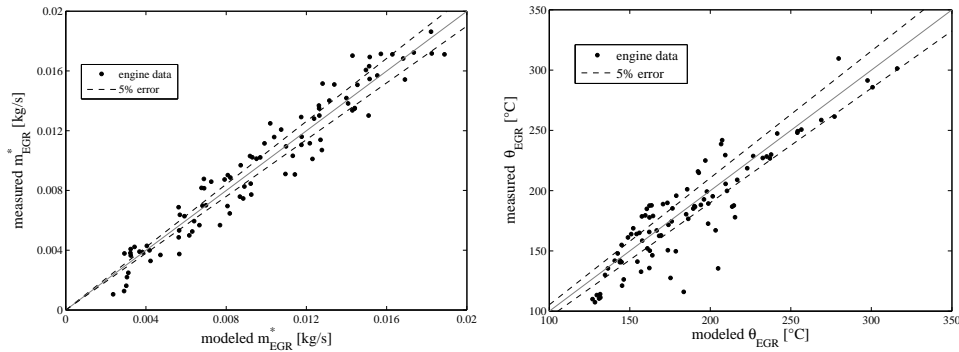 0.016
0.012
0.008
0.004
0
0
0.004
0.008
0.012
0.016
0.02
measured m*EGR [kg/s]
modeled m*EGR [kg/s]
engine data
5% error
350
300
250
200
150
100
100
150
200
250
300
350
measured θEGR [°C]
modeled θEGR [°C]
engine data
5% error